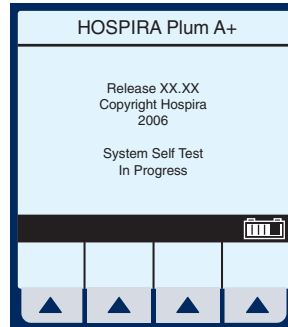 HOSPIRA Plum A+
Release XX.XX
Copyright Hospira
2006
System Self Test
In Progress